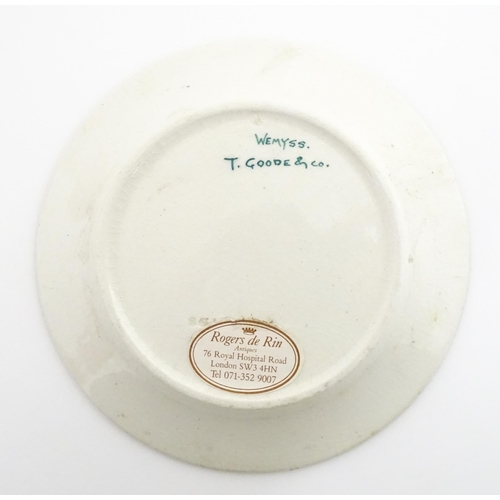 WEMYSS.
T. GOODE & CO.
Rogers de Rin
Antiques
76 Royal Hospital Road
London SW3 4HN
Tel 071-352 9007